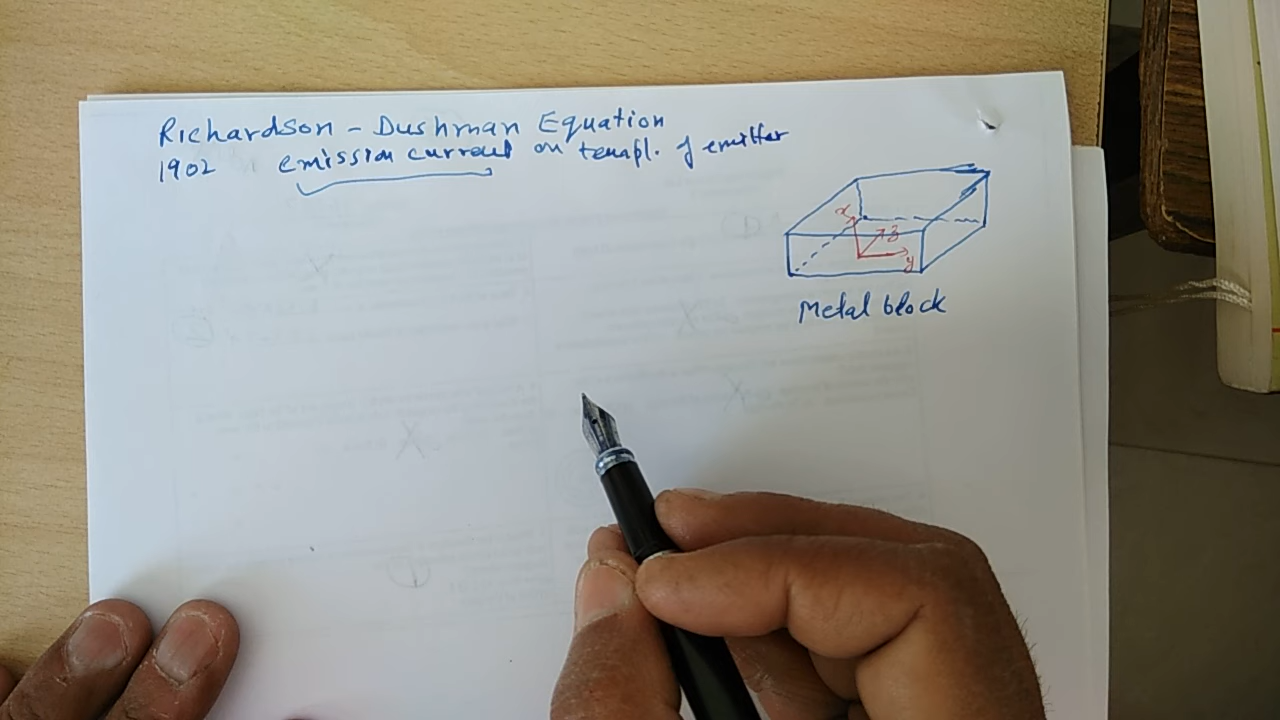 Richardson - Dushman Equation
1902 emission current on templ. of emitter
x
z
y
Metal block